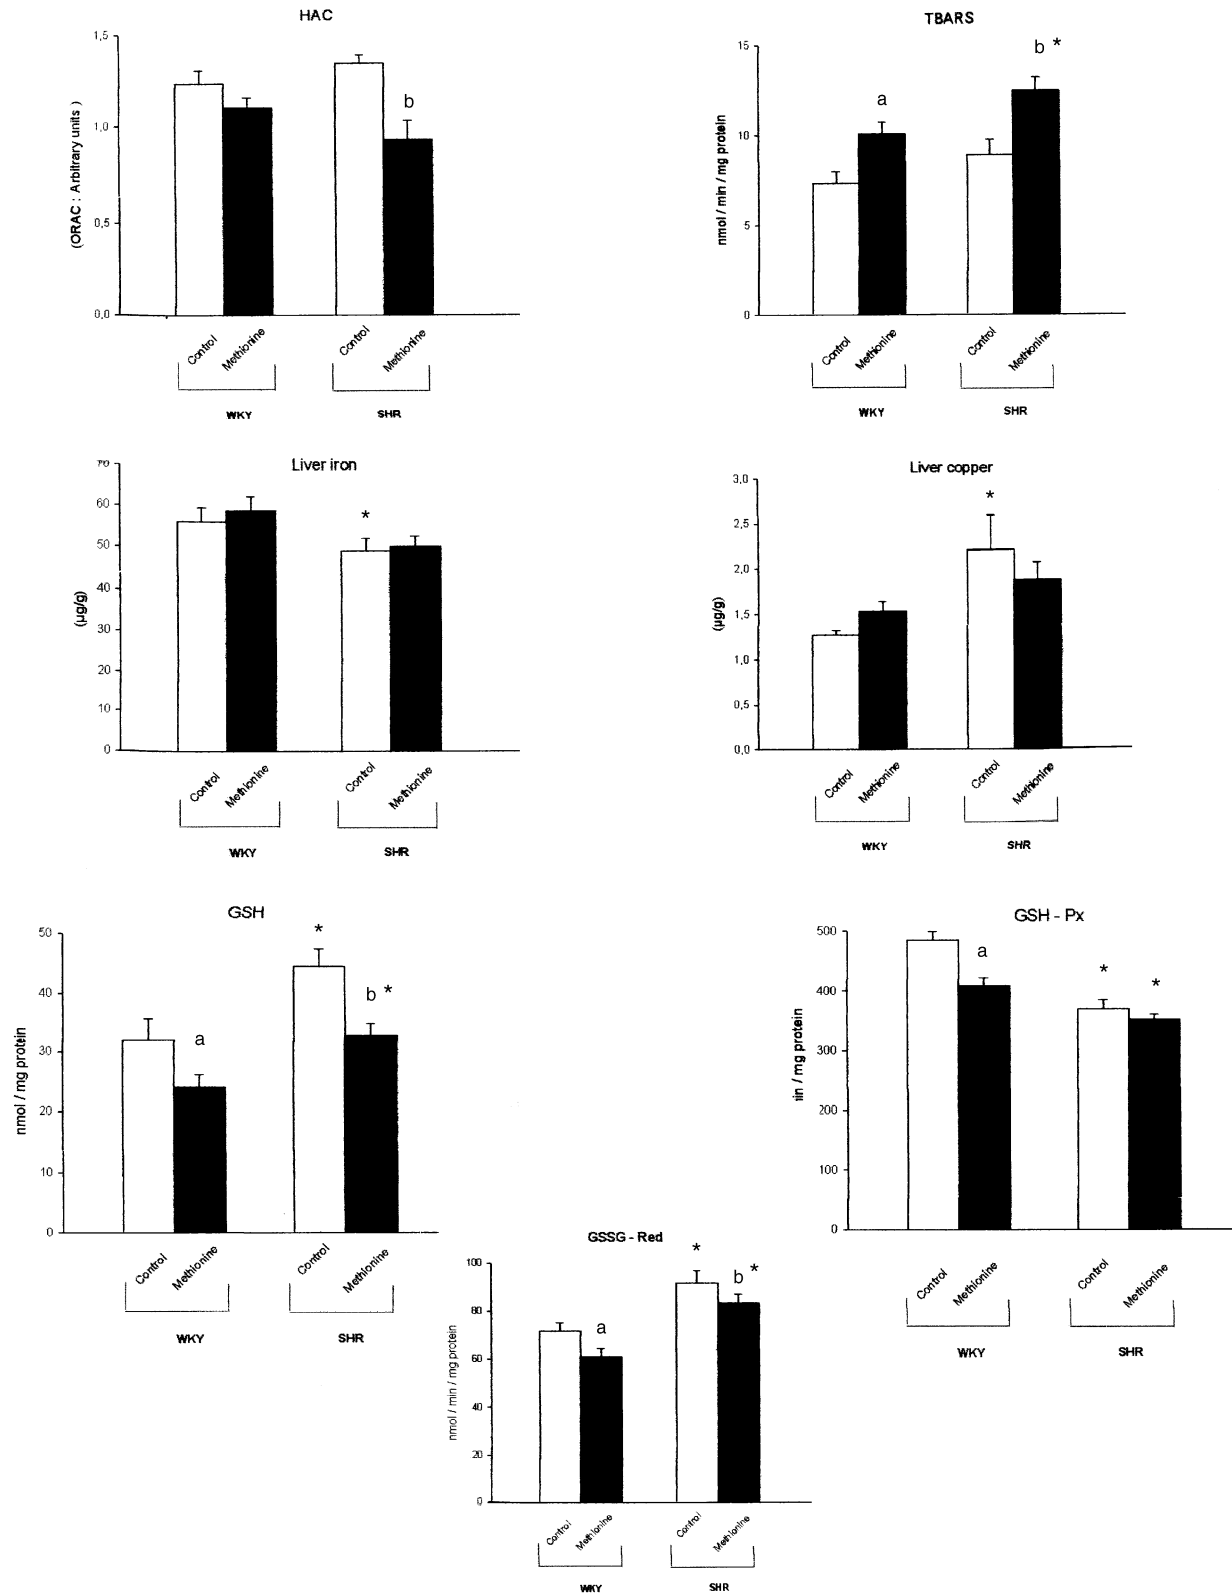 HAC
1,5
1,0
0,5
0,0
(ORAC : Arbitrary units )
b
Control
Methionine
Control
Methionine
WKY
SHR
TBARS
15
10
5
0
nmol / min / mg protein
a
b *
Control
Methionine
Control
Methionine
WKY
SHR
Liver iron
70
60
50
40
30
20
10
0
(µg/g)
*
Control
Methionine
Control
Methionine
WKY
SHR
Liver copper
3,0
2,5
2,0
1,5
1,0
0,5
0,0
(µg/g)
*
Control
Methionine
Control
Methionine
WKY
SHR
GSH
50
40
30
20
10
0
nmol / mg protein
a
*
b *
Control
Methionine
Control
Methionine
WKY
SHR
GSH - Px
500
400
300
200
100
0
/ mg protein
a
*
*
Control
Methionine
Control
Methionine
WKY
SHR
GSSG - Red
100
80
60
40
20
0
nmol / min / mg protein
a
*
b *
Control
Methionine
Control
Methionine
WKY
SHR